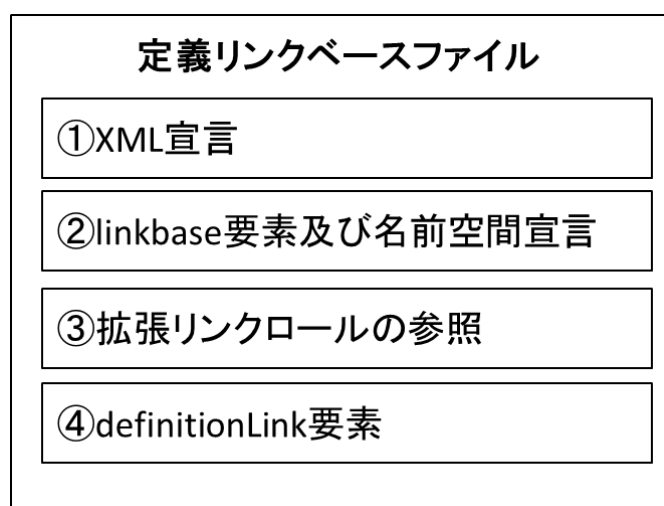 定義リンクベースファイル
①XML宣言
②linkbase要素及び名前空間宣言
③拡張リンクロールの参照
④definitionLink要素